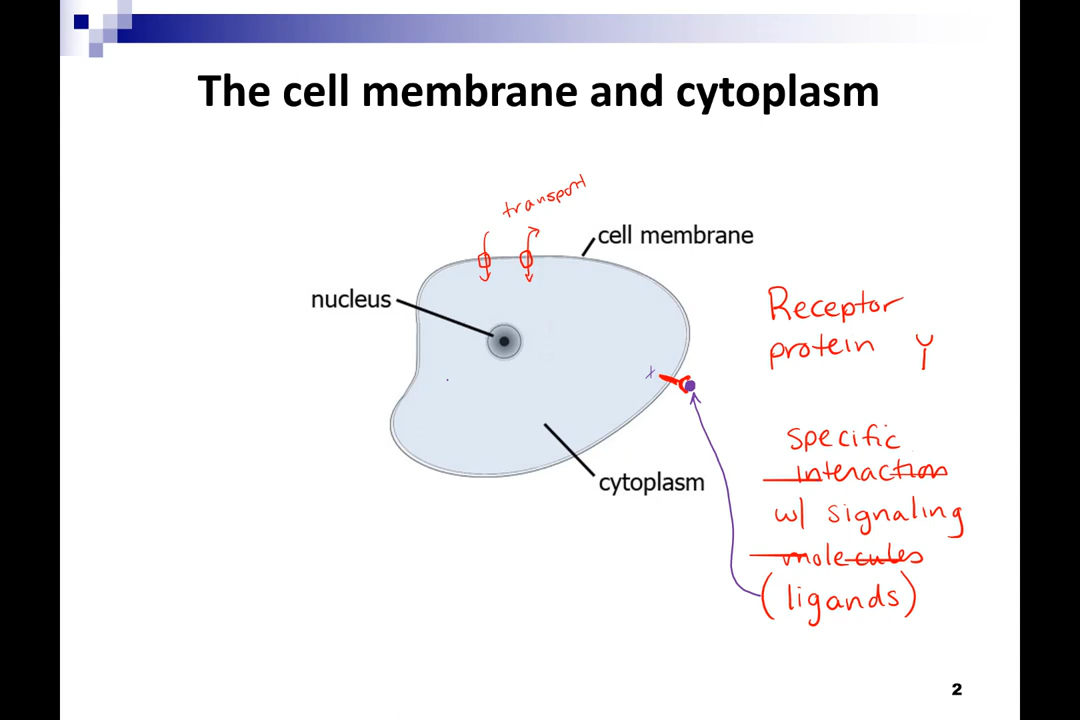 The cell membrane and cytoplasm
transport
cell membrane
nucleus
Receptor
protein
specific
interaction
w/ signaling
molecules
(ligands)
cytoplasm
2